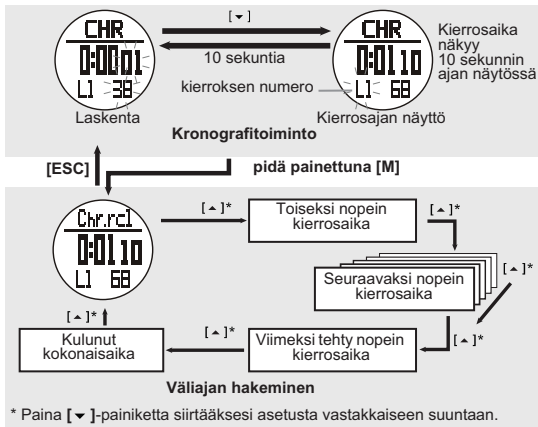 CHR
0:00 01
L1 38
Laskenta
[▼]
10 sekuntia
kierroksen numero
CHR
0:01 10
L1 68
Kierrosajan näyttö
Kierrosaika
näkyy
10 sekunnin
ajan näytössä
Kronografitoiminto
[ESC]
pidä painettuna [M]
Chr.rcl
0:01 10
L1 68
[▲]*
Toiseksi nopein
kierrosaika
[▲]*
Seuraavaksi nopein
kierrosaika
[▲]*
[▲]*
Viimeksi tehty nopein
kierrosaika
[▲]*
Kulunut
kokonaisaika
[▲]*
Väliajan hakeminen
* Paina [▼]-painiketta siirtääksesi asetusta vastakkaiseen suuntaan.